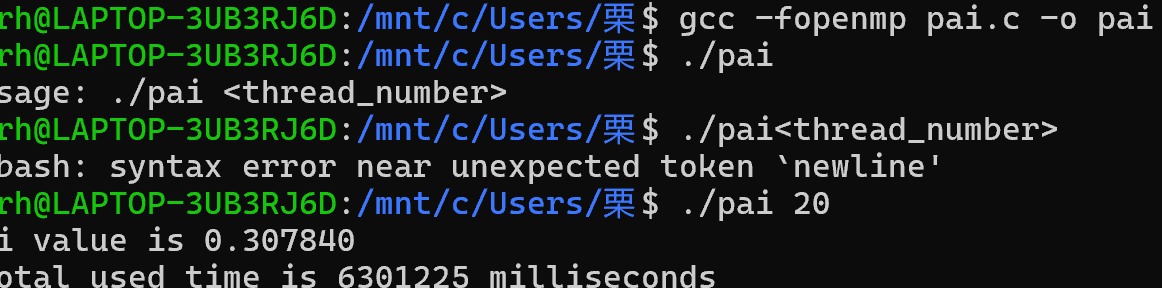 rh@LAPTOP-3UB3RJ6D:/mnt/c/Users/栗$ gcc -fopenmp pai.c -o pai
rh@LAPTOP-3UB3RJ6D:/mnt/c/Users/栗$ ./pai
sage: ./pai <thread_number>
rh@LAPTOP-3UB3RJ6D:/mnt/c/Users/栗$ ./pai<thread_number>
bash: syntax error near unexpected token `newline'
rh@LAPTOP-3UB3RJ6D:/mnt/c/Users/栗$ ./pai 20
i value is 0.307840
otal used time is 6301225 milliseconds